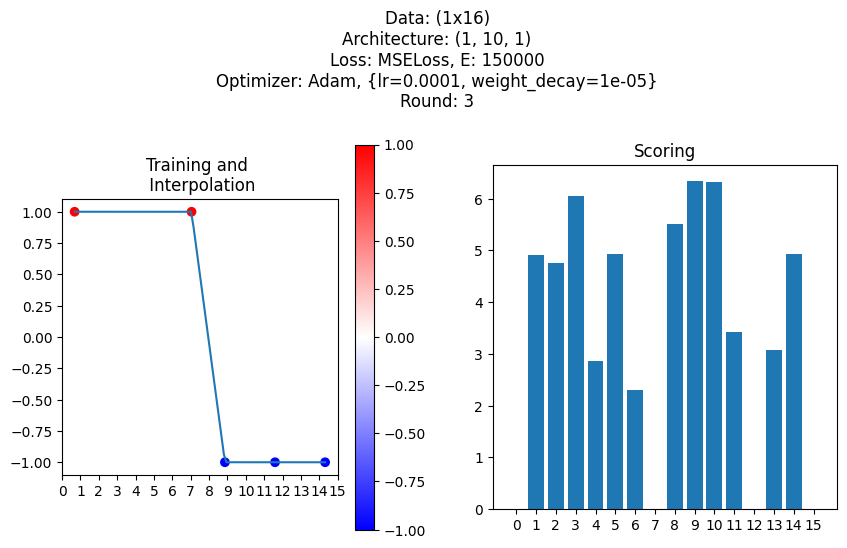 Data: (1x16)
Architecture: (1, 10, 1)
Loss: MSELoss, E: 150000
Optimizer: Adam, {lr=0.0001, weight_decay=1e-05}
Round: 3
Training and
Interpolation
1.00
0.75
0.50
0.25
0.00
−0.25
−0.50
−0.75
−1.00
0 1 2 3 4 5 6 7 8 9 10 11 12 13 14 15
1.00
0.75
0.50
0.25
0.00
−0.25
−0.50
−0.75
−1.00
Scoring
6
5
4
3
2
1
0
0 1 2 3 4 5 6 7 8 9 10 11 12 13 14 15